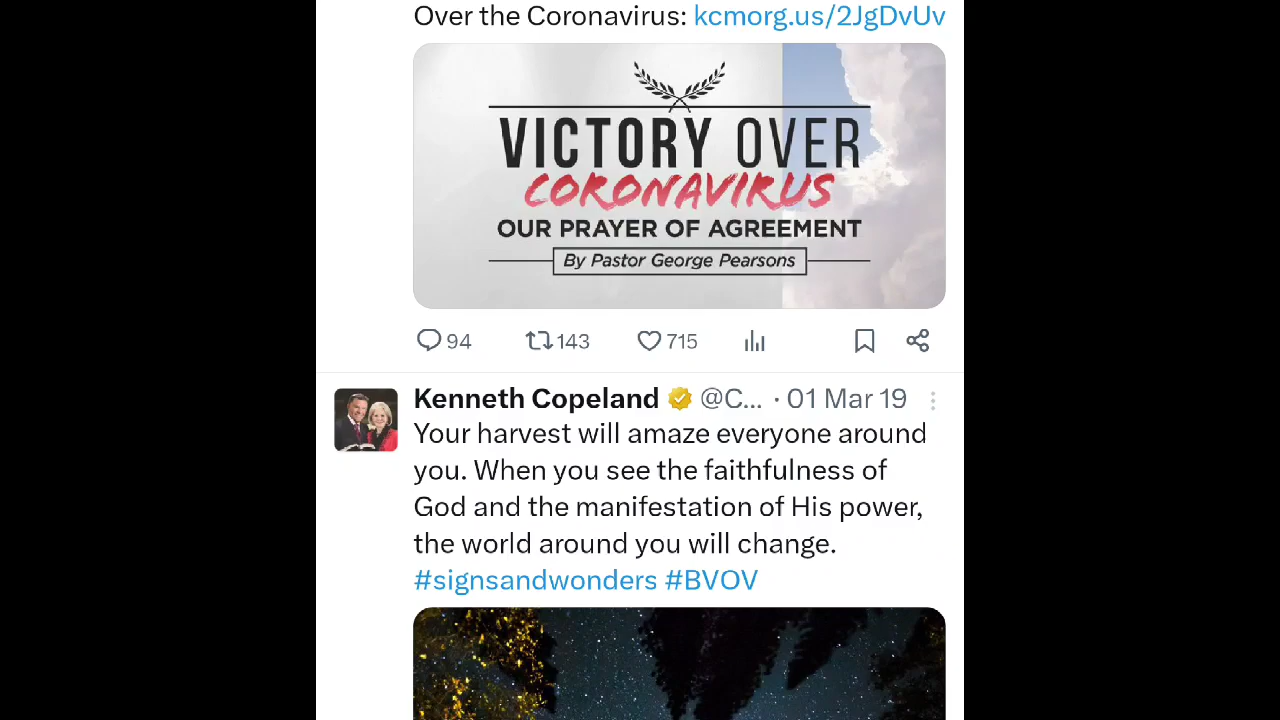 Over the Coronavirus: kcmorg.us/2JgDvUv
VICTORY OVER
CORONAVIRUS
OUR PRAYER OF AGREEMENT
By Pastor George Pearsons
94 143 715
Kenneth Copeland @C... · 01 Mar 19
Your harvest will amaze everyone around
you. When you see the faithfulness of
God and the manifestation of His power,
the world around you will change.
#signsandwonders #BVOV